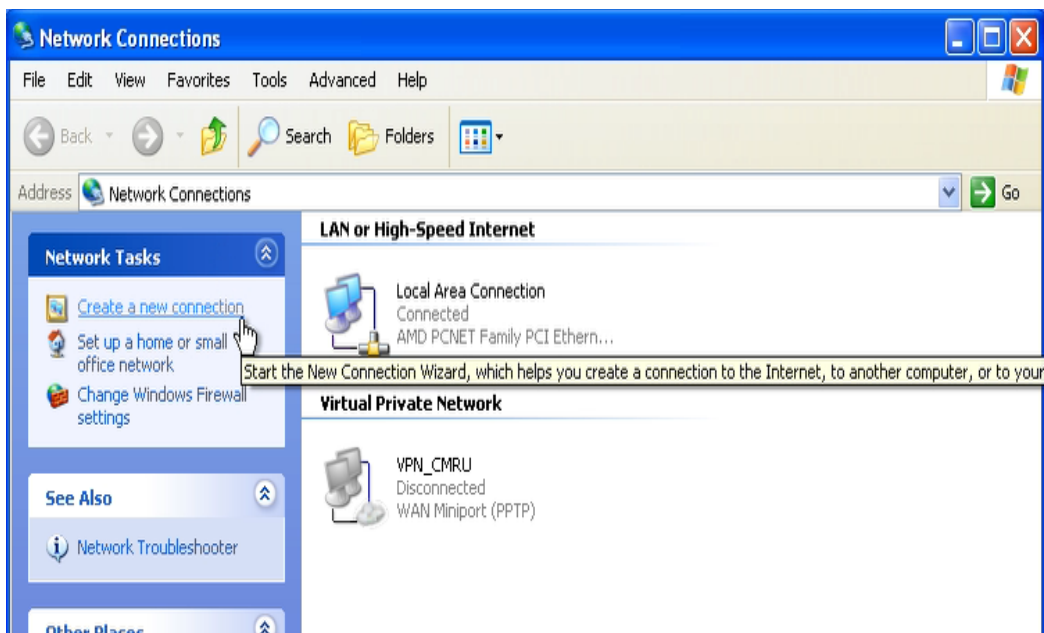 Network Connections
File Edit View Favorites Tools Advanced Help
Back Search Folders
Address Network Connections Go
Network Tasks
Create a new connection
Set up a home or small
office network
Change Windows Firewall
settings
See Also
Network Troubleshooter
Other Places
LAN or High-Speed Internet
Local Area Connection
Connected
AMD PCNET Family PCI Ethern...
Start the New Connection Wizard, which helps you create a connection to the Internet, to another computer, or to your
Virtual Private Network
VPN_CMRU
Disconnected
WAN Miniport (PPTP)